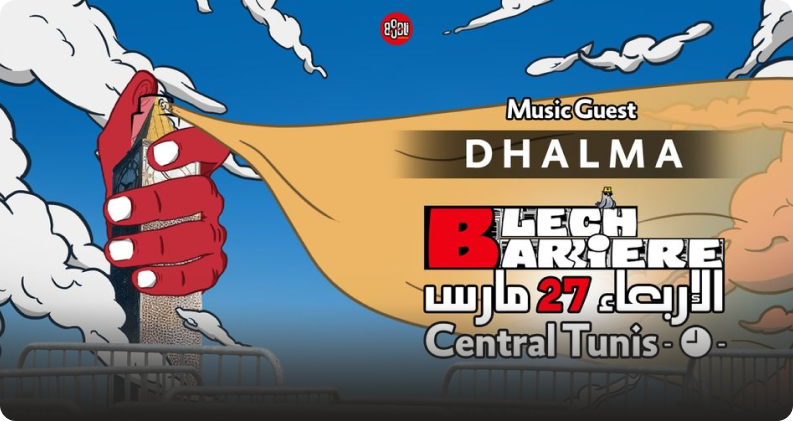 Music Guest
DHALMA
BLECH
BARRIERE
الإربعاء 27 مارس
Central Tunis - -